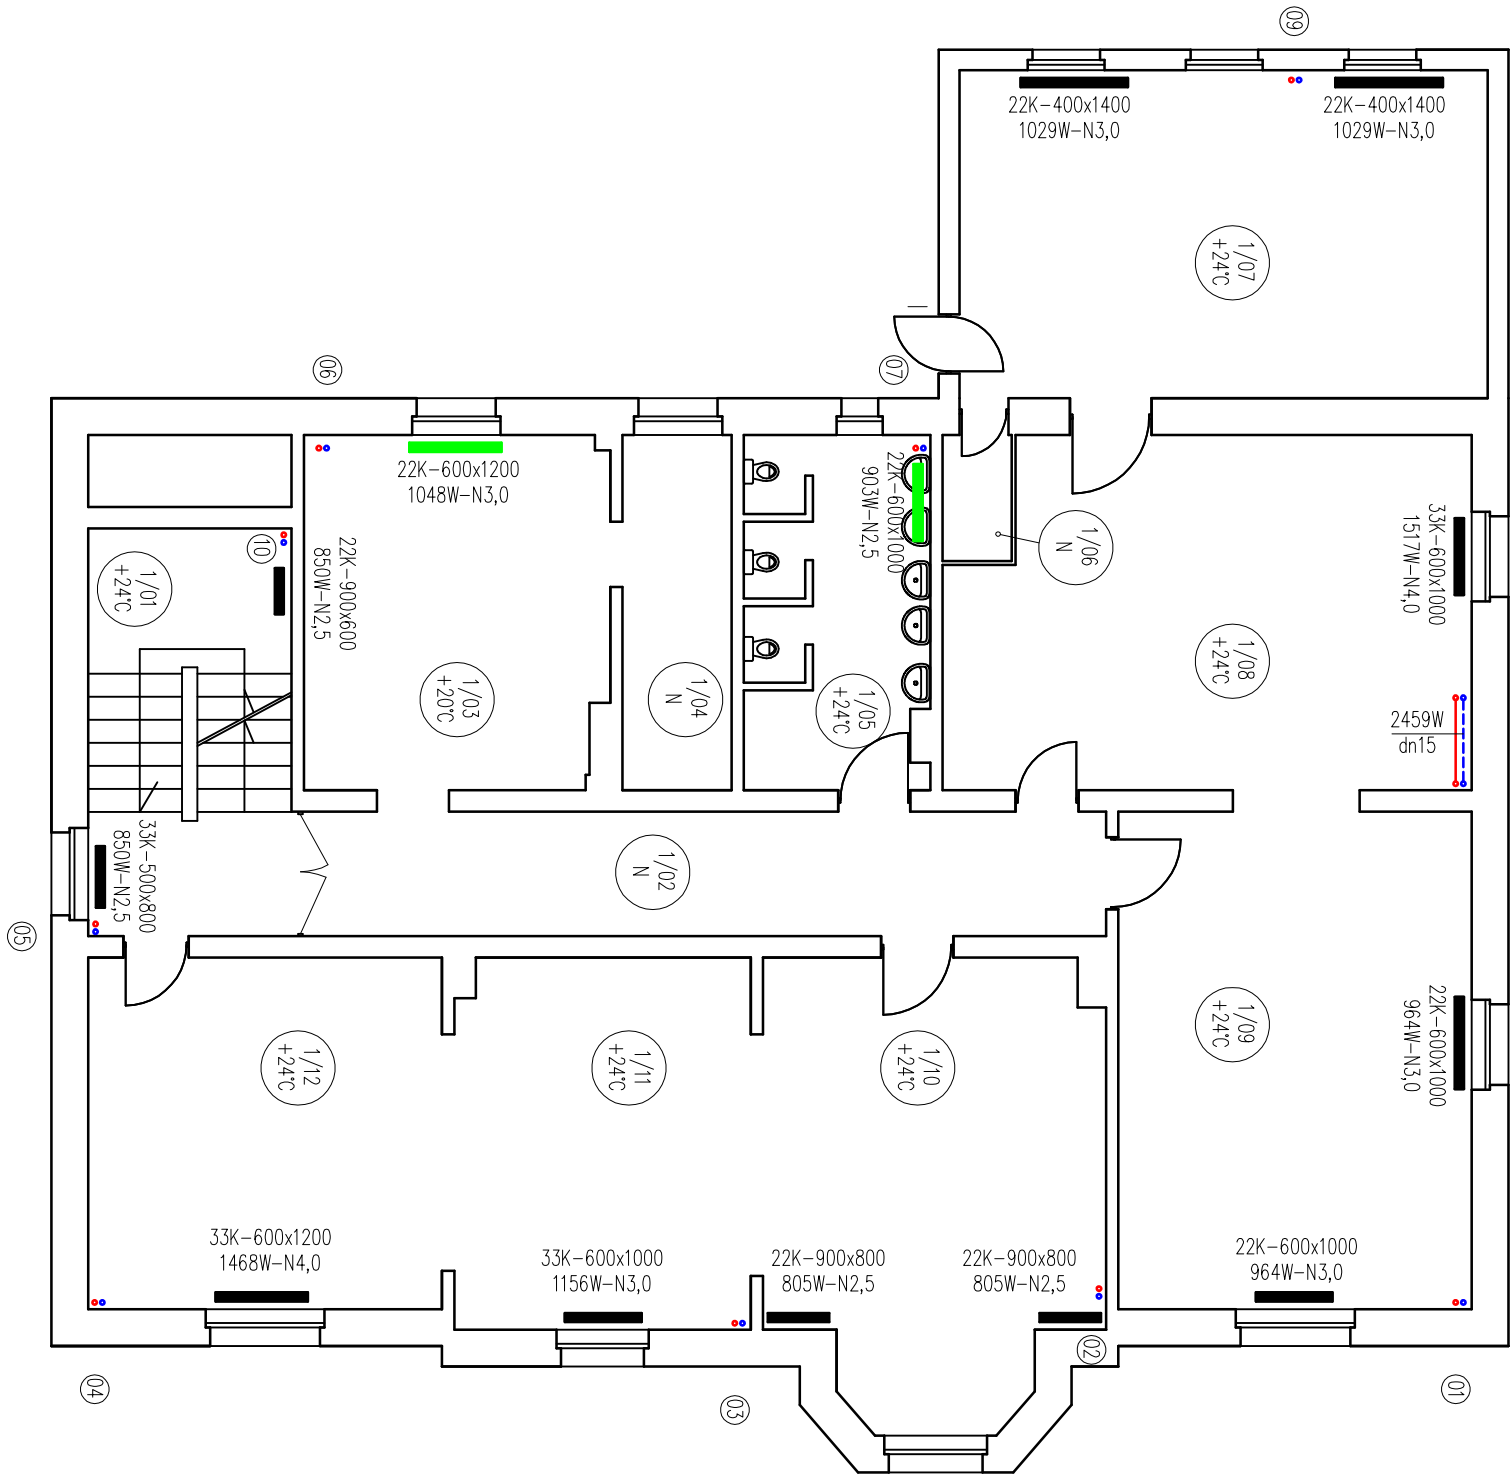 09
22K-400x1400
1029W-N3,0
22K-400x1400
1029W-N3,0
1/07
+24°C
06
07
22K-600x1200
1048W-N3,0
22K-600x1000
903W-N2,5
33K-600x1000
1517W-N4,0
1/06
N
10
1/01
+24°C
22K-900x600
850W-N2,5
1/03
+20°C
1/04
N
1/05
+24°C
1/08
+24°C
2459W
dn15
33K-500x800
850W-N2,5
1/02
N
05
1/12
+24°C
1/11
+24°C
1/10
+24°C
1/09
+24°C
22K-600x1000
964W-N3,0
33K-600x1200
1468W-N4,0
33K-600x1000
1156W-N3,0
22K-900x800
805W-N2,5
22K-900x800
805W-N2,5
22K-600x1000
964W-N3,0
02
04
03
01